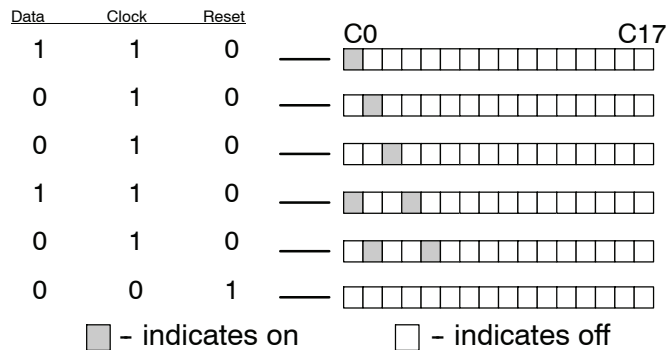 Data Clock Reset
C0 C17
1 1 0
0 1 0
0 1 0
1 1 0
0 1 0
0 0 1
- indicates on - indicates off